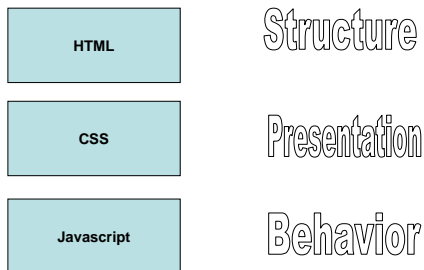 HTML
Structure
CSS
Presentation
Javascript
Behavior